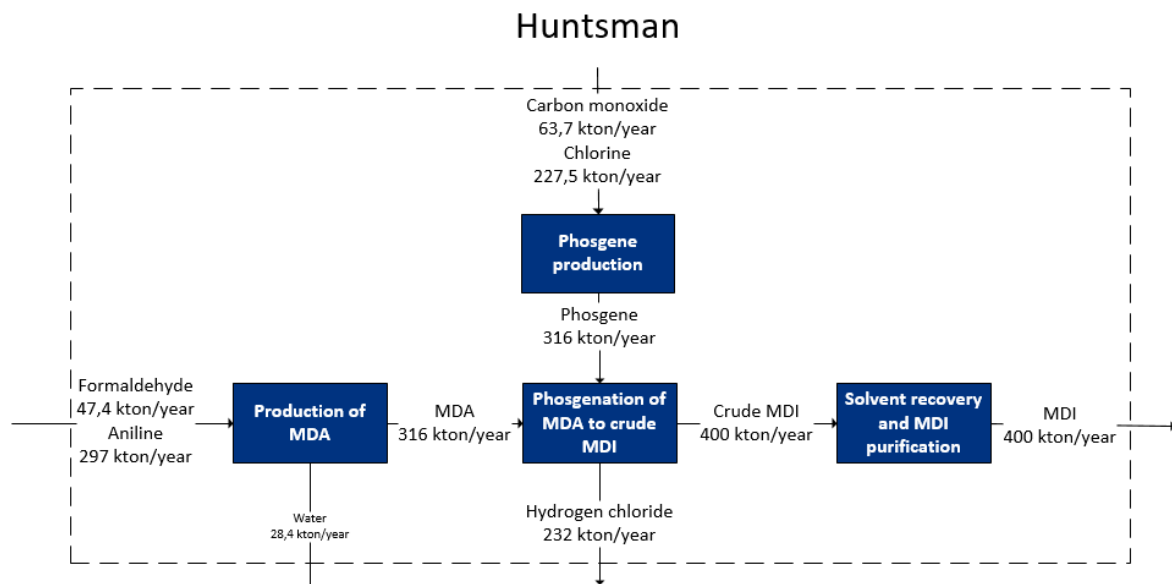 Huntsman
Carbon monoxide
63,7 kton/year
Chlorine
227,5 kton/year
Phosgene
production
Phosgene
316 kton/year
Formaldehyde
47,4 kton/year
Aniline
297 kton/year
Production of
MDA
MDA
316 kton/year
Phosgenation of
MDA to crude
MDI
Crude MDI
400 kton/year
Solvent recovery
and MDI
purification
MDI
400 kton/year
Water
28,4 kton/year
Hydrogen chloride
232 kton/year